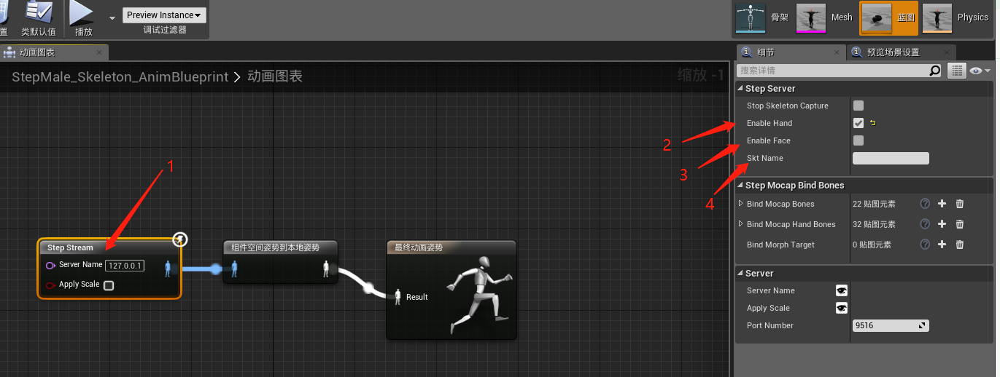 置
类默认值
播放
Preview Instance
调试过滤器
骨架
Mesh
蓝图
Physics
动画图表
细节
预览场景设置
StepMale_Skeleton_AnimBlueprint > 动画图表
缩放 -1
搜索详情
Step Server
Stop Skeleton Capture
Enable Hand
Enable Face
Skt Name
Step Mocap Bind Bones
Bind Mocap Bones 22 贴图元素
Bind Mocap Hand Bones 32 贴图元素
Bind Morph Target 0 贴图元素
Server
Server Name
Apply Scale
Port Number 9516
1
2
3
4
Step Stream
Server Name 127.0.0.1
Apply Scale
组件空间姿势到本地姿势
最终动画姿势
Result